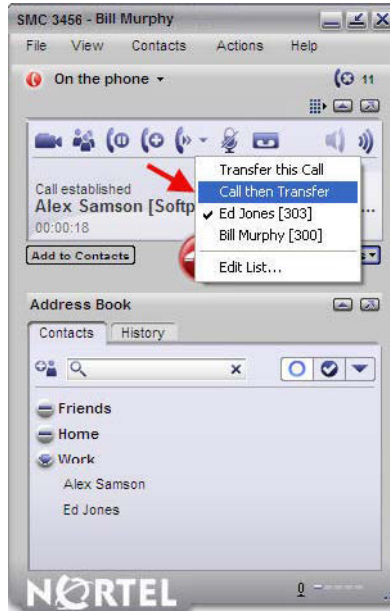 SMC 3456 - Bill Murphy
File View Contacts Actions Help
On the phone
11
Transfer this Call
Call then Transfer
Call established
Alex Samson [Softp
...
Ed Jones [303]
00:00:18
Bill Murphy [300]
Add to Contacts
Edit List...
Address Book
Contacts History
Friends
Home
Work
Alex Samson
Ed Jones
NORTEL